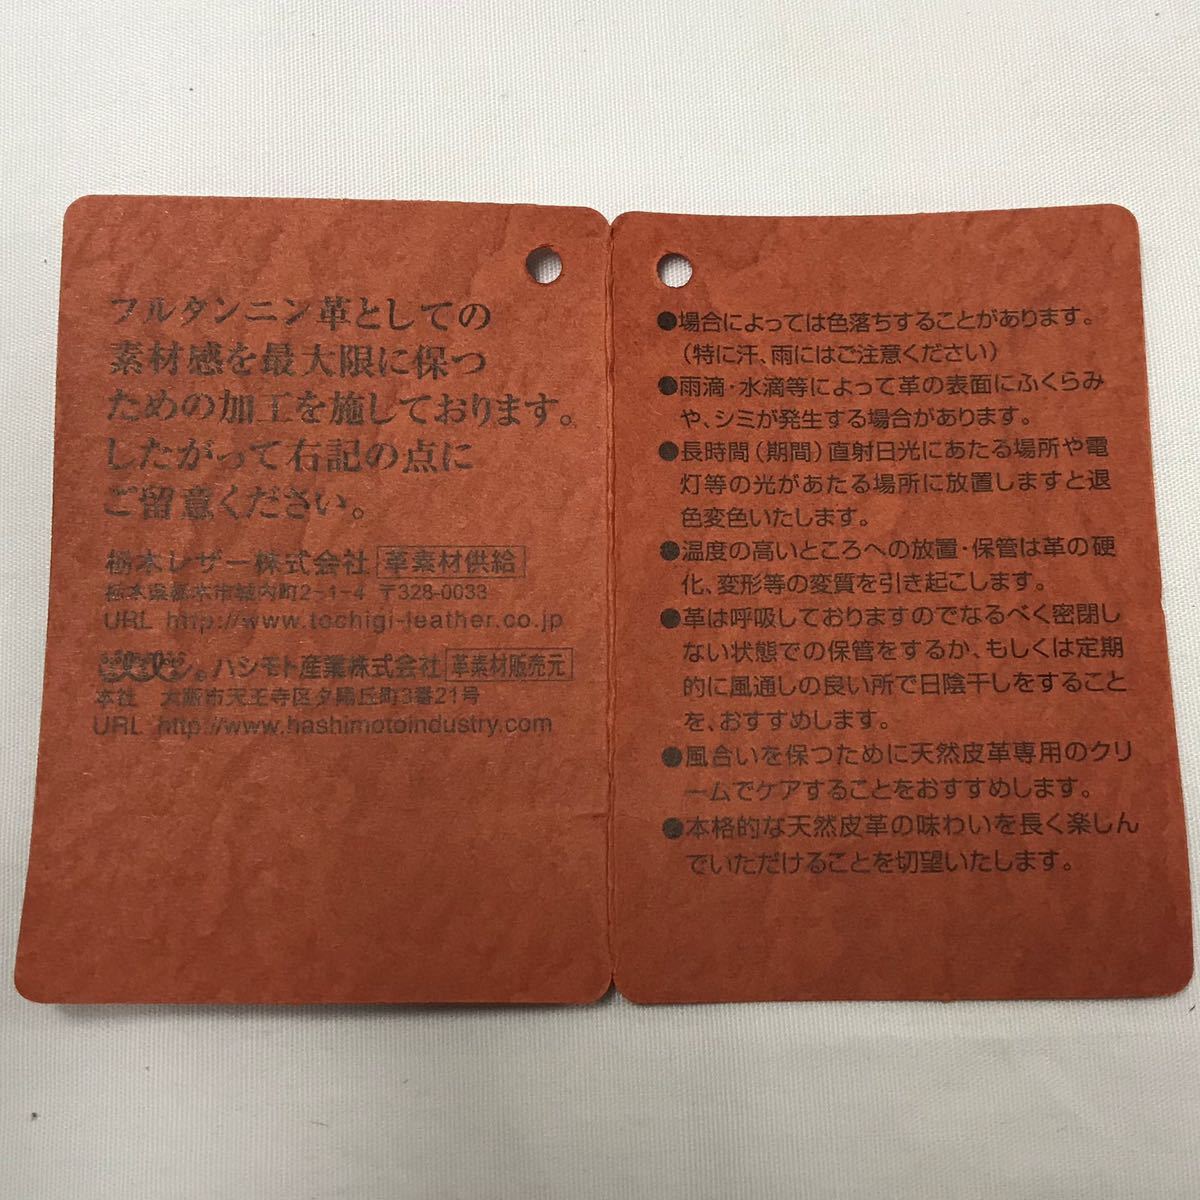 フルタンニン革としての
素材感を最大限に保つ
ための加工を施しております。
したがって右記の点に
ご留意ください。
栃木レザー株式会社 革素材供給
栃木県栃木市城内町2-1-4 〒328-0033
URL http://www.tochigi-leather.co.jp
ハシモト産業株式会社 革素材販売元
本社 大阪市天王寺区夕陽丘町3番21号
URL http://www.hashimotoindustry.com
●場合によっては色落ちすることがあります。
(特に汗、雨にはご注意ください)
●雨滴・水滴等によって革の表面にふくらみ
や、シミが発生する場合があります。
●長時間(期間)直射日光にあたる場所や電
灯等の光があたる場所に放置しますと退
色変色いたします。
●温度の高いところへの放置・保管は革の硬
化、変形等の変質を引き起こします。
●革は呼吸しておりますのでなるべく密閉し
ない状態での保管をするか、もしくは定期
的に風通しの良い所で日陰干しをすること
を、おすすめします。
●風合いを保つために天然皮革専用のクリ
ームでケアすることをおすすめします。
●本格的な天然皮革の味わいを長く楽しん
でいただけることを切望いたします。